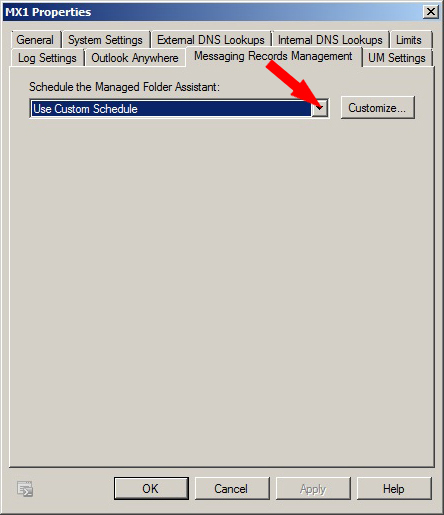 MX1 Properties
General System Settings External DNS Lookups Internal DNS Lookups Limits
Log Settings Outlook Anywhere Messaging Records Management UM Settings
Schedule the Managed Folder Assistant:
Use Custom Schedule Customize...
OK Cancel Apply Help